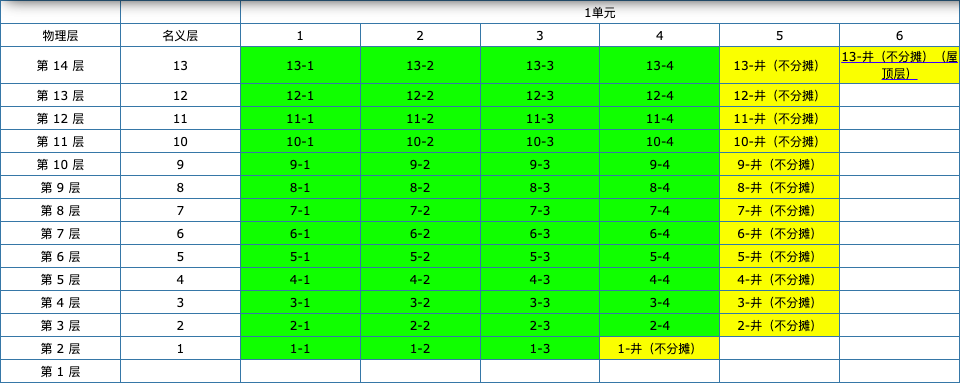 1单元
物理层 名义层 1 2 3 4 5 6
第 14 层 13 13-1 13-2 13-3 13-4 13-井（不分摊） 13-井（不分摊）（屋
顶层）
第 13 层 12 12-1 12-2 12-3 12-4 12-井（不分摊）
第 12 层 11 11-1 11-2 11-3 11-4 11-井（不分摊）
第 11 层 10 10-1 10-2 10-3 10-4 10-井（不分摊）
第 10 层 9 9-1 9-2 9-3 9-4 9-井（不分摊）
第 9 层 8 8-1 8-2 8-3 8-4 8-井（不分摊）
第 8 层 7 7-1 7-2 7-3 7-4 7-井（不分摊）
第 7 层 6 6-1 6-2 6-3 6-4 6-井（不分摊）
第 6 层 5 5-1 5-2 5-3 5-4 5-井（不分摊）
第 5 层 4 4-1 4-2 4-3 4-4 4-井（不分摊）
第 4 层 3 3-1 3-2 3-3 3-4 3-井（不分摊）
第 3 层 2 2-1 2-2 2-3 2-4 2-井（不分摊）
第 2 层 1 1-1 1-2 1-3 1-井（不分摊）
第 1 层